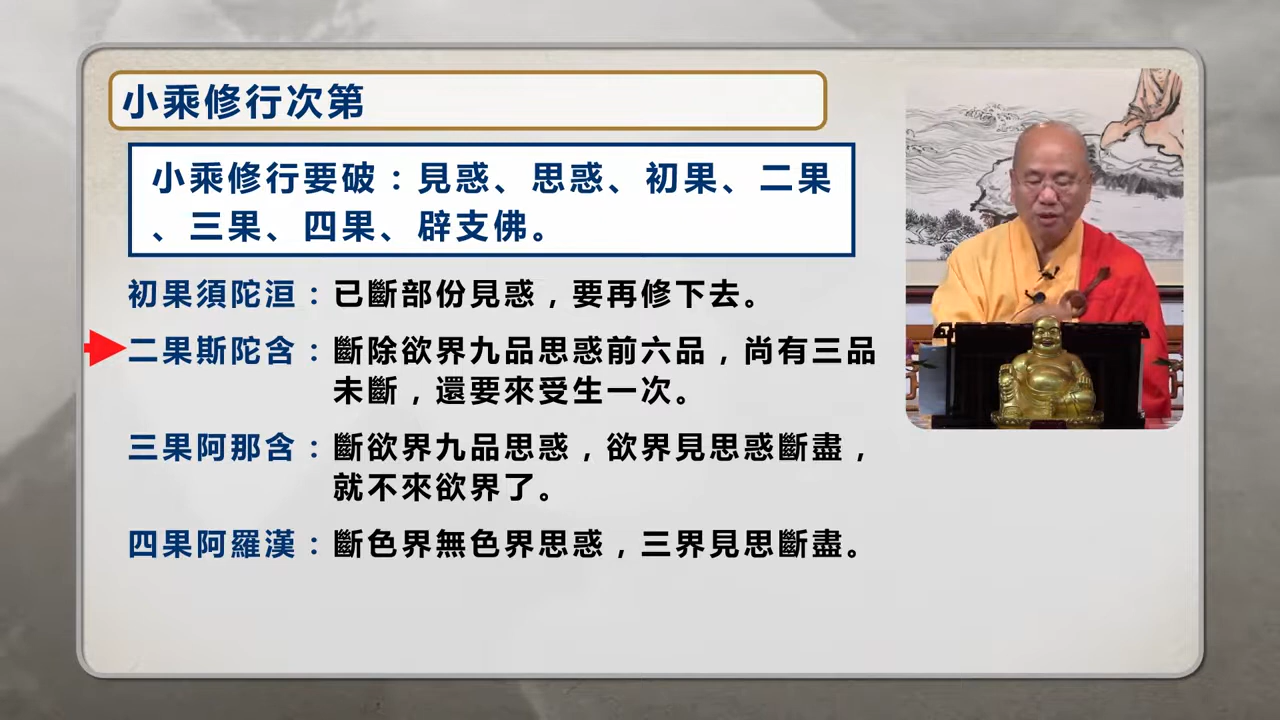 小乘修行次第
小乘修行要破：見惑、思惑、初果、二果
、三果、四果、辟支佛。
初果須陀洹：已斷部份見惑，要再修下去。
二果斯陀含：斷除欲界九品思惑前六品，尚有三品
未斷，還要來受生一次。
三果阿那含：斷欲界九品思惑，欲界見思惑斷盡，
就不來欲界了。
四果阿羅漢：斷色界無色界思惑，三界見思斷盡。